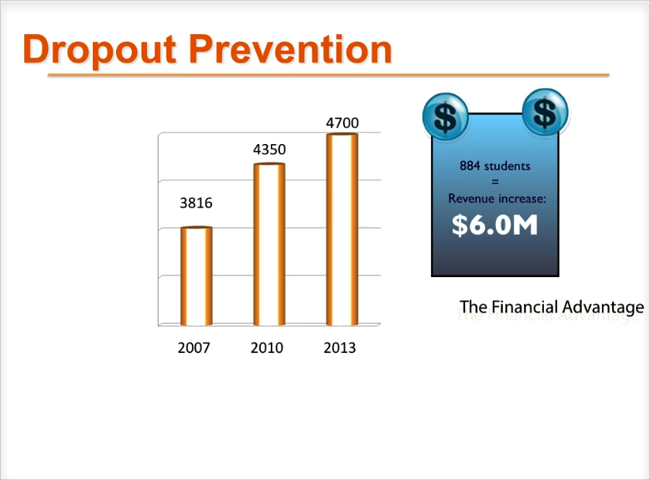 Dropout Prevention
4700
4350
3816
2007 2010 2013
$ $
884 students
=
Revenue increase:
$6.0M
The Financial Advantage